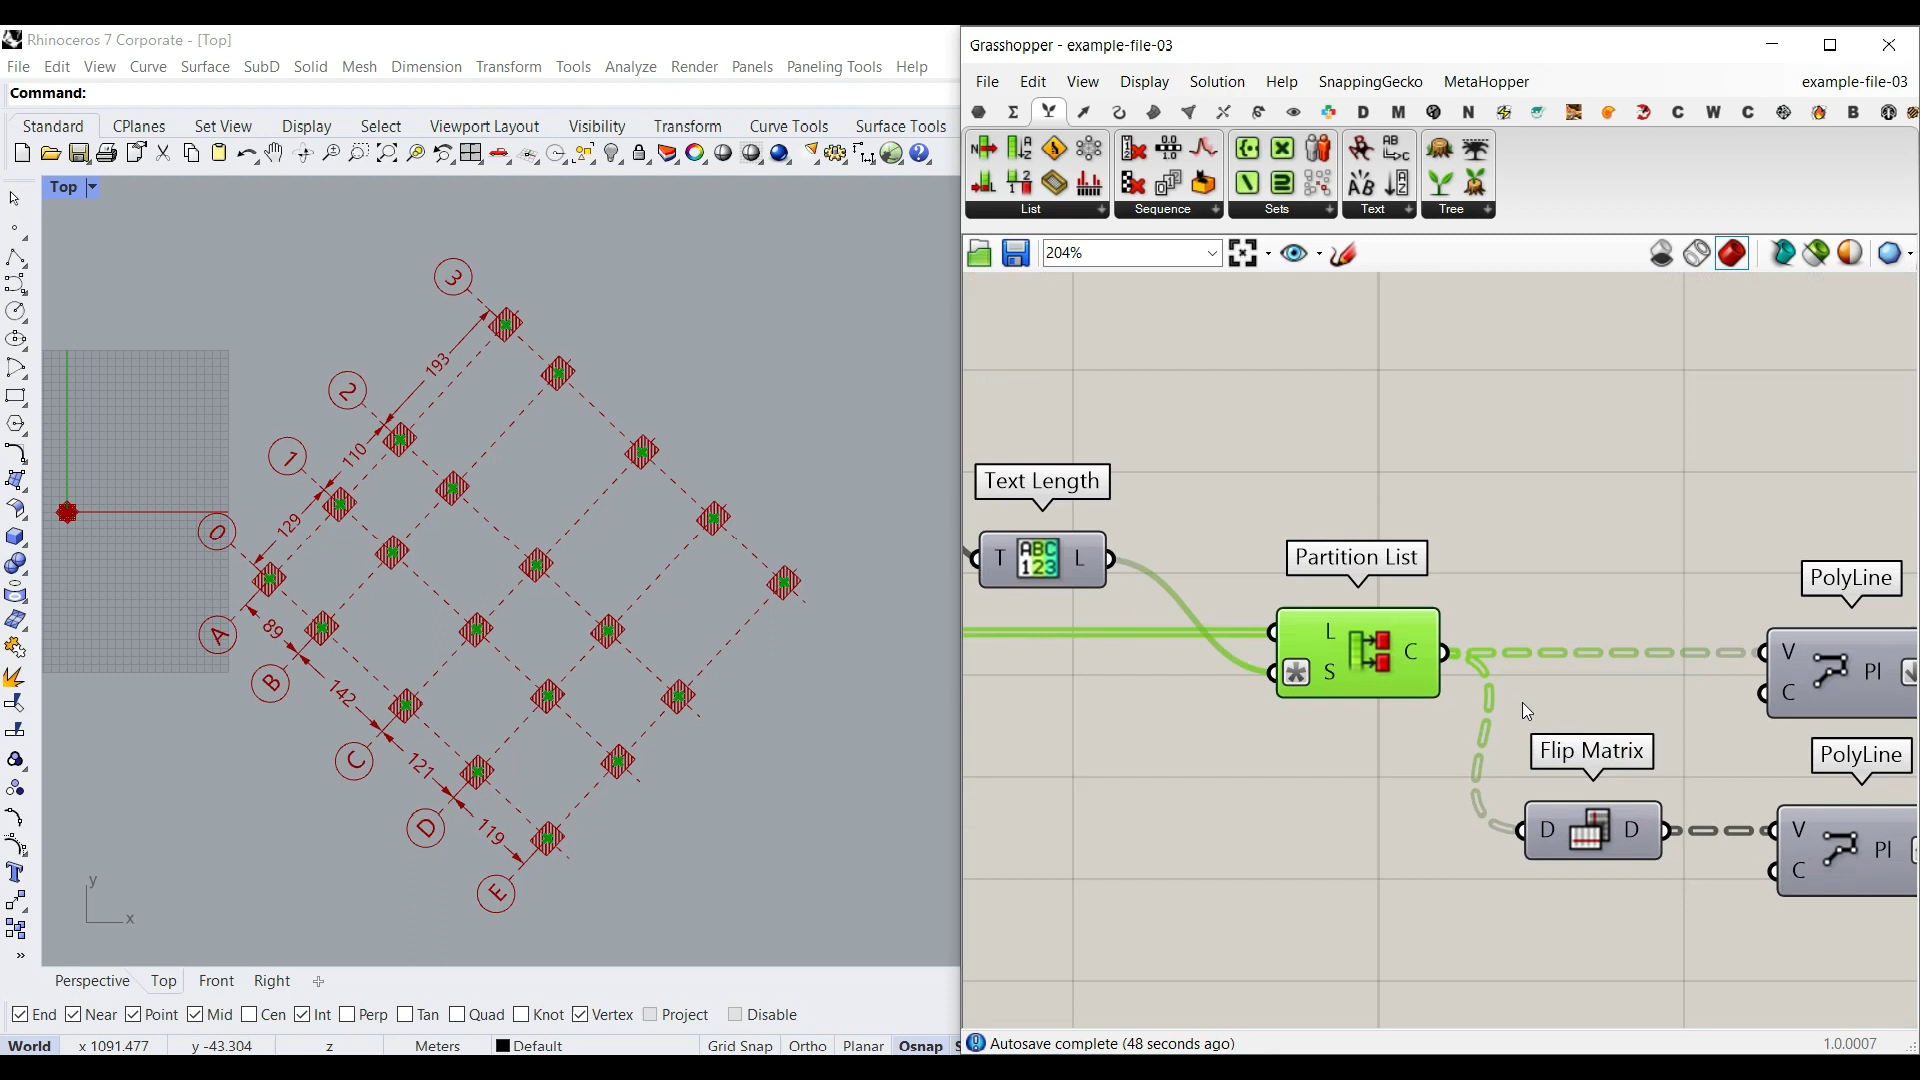 Rhinoceros 7 Corporate - [Top]
File Edit View Curve Surface SubD Solid Mesh Dimension Transform Tools Analyze Render Panels Paneling Tools Help
Command:
Standard CPlanes Set View Display Select Viewport Layout Visibility Transform Curve Tools Surface Tools
Top
3
193
2
110
1
129
0
A
89
B
142
C
121
D
119
E
y
x
Perspective Top Front Right
End Near Point Mid Cen Int Perp Tan Quad Knot Vertex Project Disable
World x 1091.477 y -43.304 z Meters Default Grid Snap Ortho Planar Osnap S
Grasshopper - example-file-03
File Edit View Display Solution Help SnappingGecko MetaHopper example-file-03
D M N C W C B
List Sequence Sets Text Tree
204%
Text Length
T ABC 123 L
Partition List
L
S
C
PolyLine
V
C
Pl
Flip Matrix
D D
PolyLine
V
C
Pl
Autosave complete (48 seconds ago)
1.0.0007